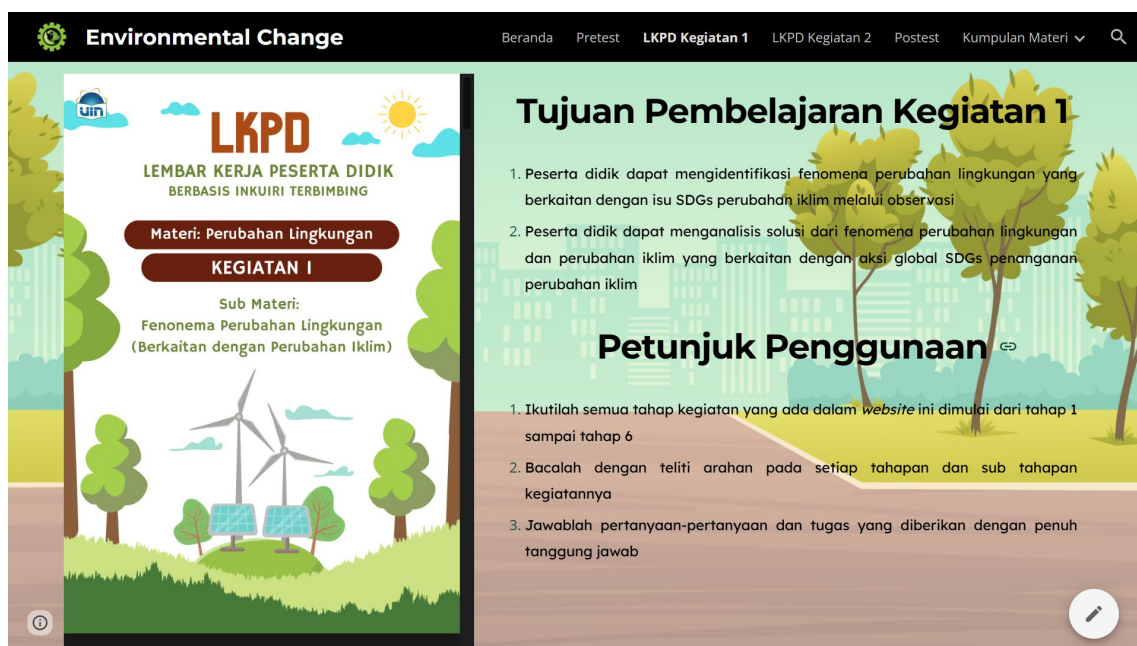 Environmental Change
Beranda
Pretest
LKPD Kegiatan 1
LKPD Kegiatan 2
Postest
Kumpulan Materi
uin
LKPD
LEMBAR KERJA PESERTA DIDIK
BERBASIS INKUIRI TERBIMBING
Materi: Perubahan Lingkungan
KEGIATAN I
Sub Materi:
Fenonema Perubahan Lingkungan
(Berkaitan dengan Perubahan Iklim)
Tujuan Pembelajaran Kegiatan 1
1. Peserta didik dapat mengidentifikasi fenomena perubahan lingkungan yang
berkaitan dengan isu SDGs perubahan iklim melalui observasi
2. Peserta didik dapat menganalisis solusi dari fenomena perubahan lingkungan
dan perubahan iklim yang berkaitan dengan aksi global SDGs penanganan
perubahan iklim
Petunjuk Penggunaan
1. Ikutilah semua tahap kegiatan yang ada dalam website ini dimulai dari tahap 1
sampai tahap 6
2. Bacalah dengan teliti arahan pada setiap tahapan dan sub tahapan
kegiatannya
3. Jawablah pertanyaan-pertanyaan dan tugas yang diberikan dengan penuh
tanggung jawab